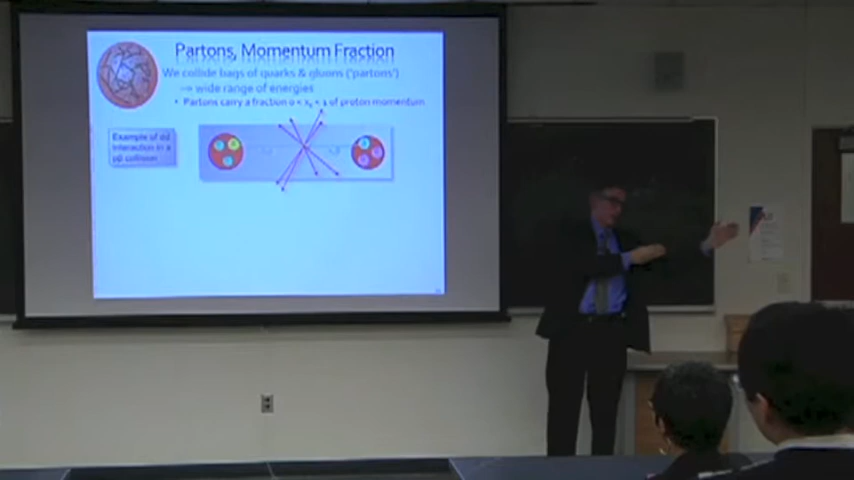 Partons, Momentum Fraction
We collide bags of quarks & gluons ('partons')
→ wide range of energies
• Partons carry a fraction 0 < x < 1 of proton momentum
Example of
interaction in a
collision